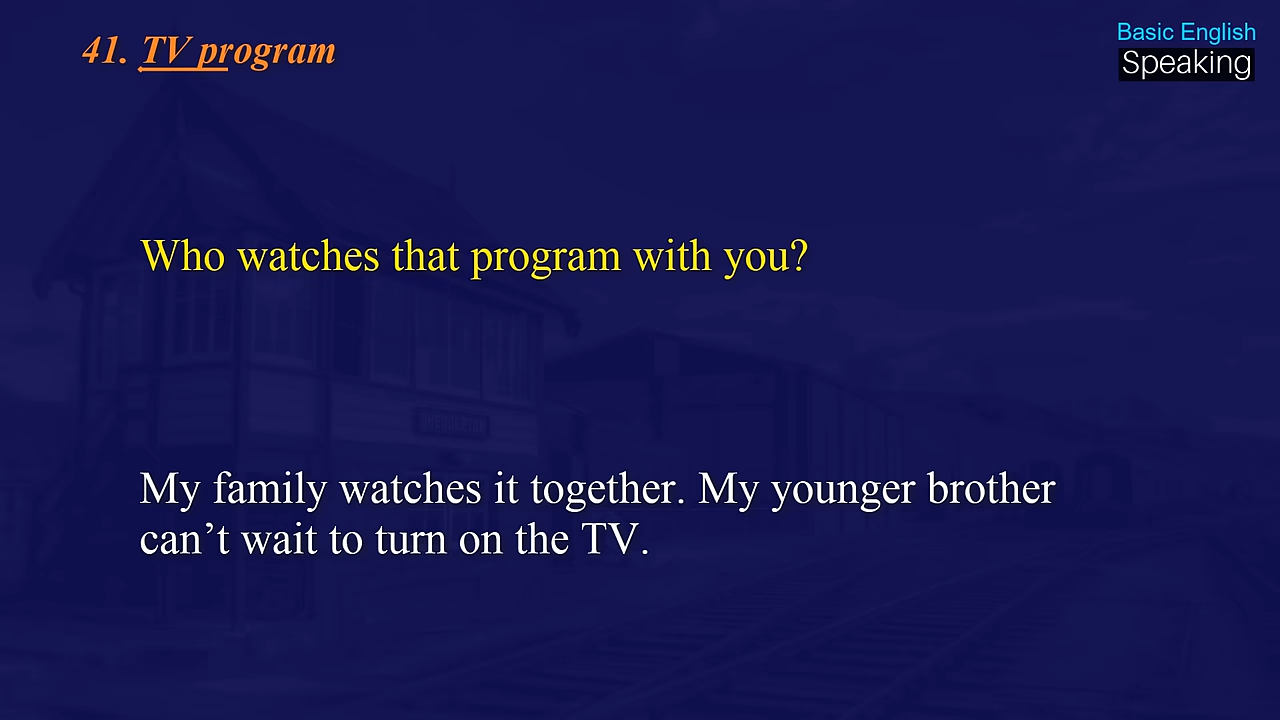 41. TV program
Basic English
Speaking
Who watches that program with you?
My family watches it together. My younger brother
can’t wait to turn on the TV.